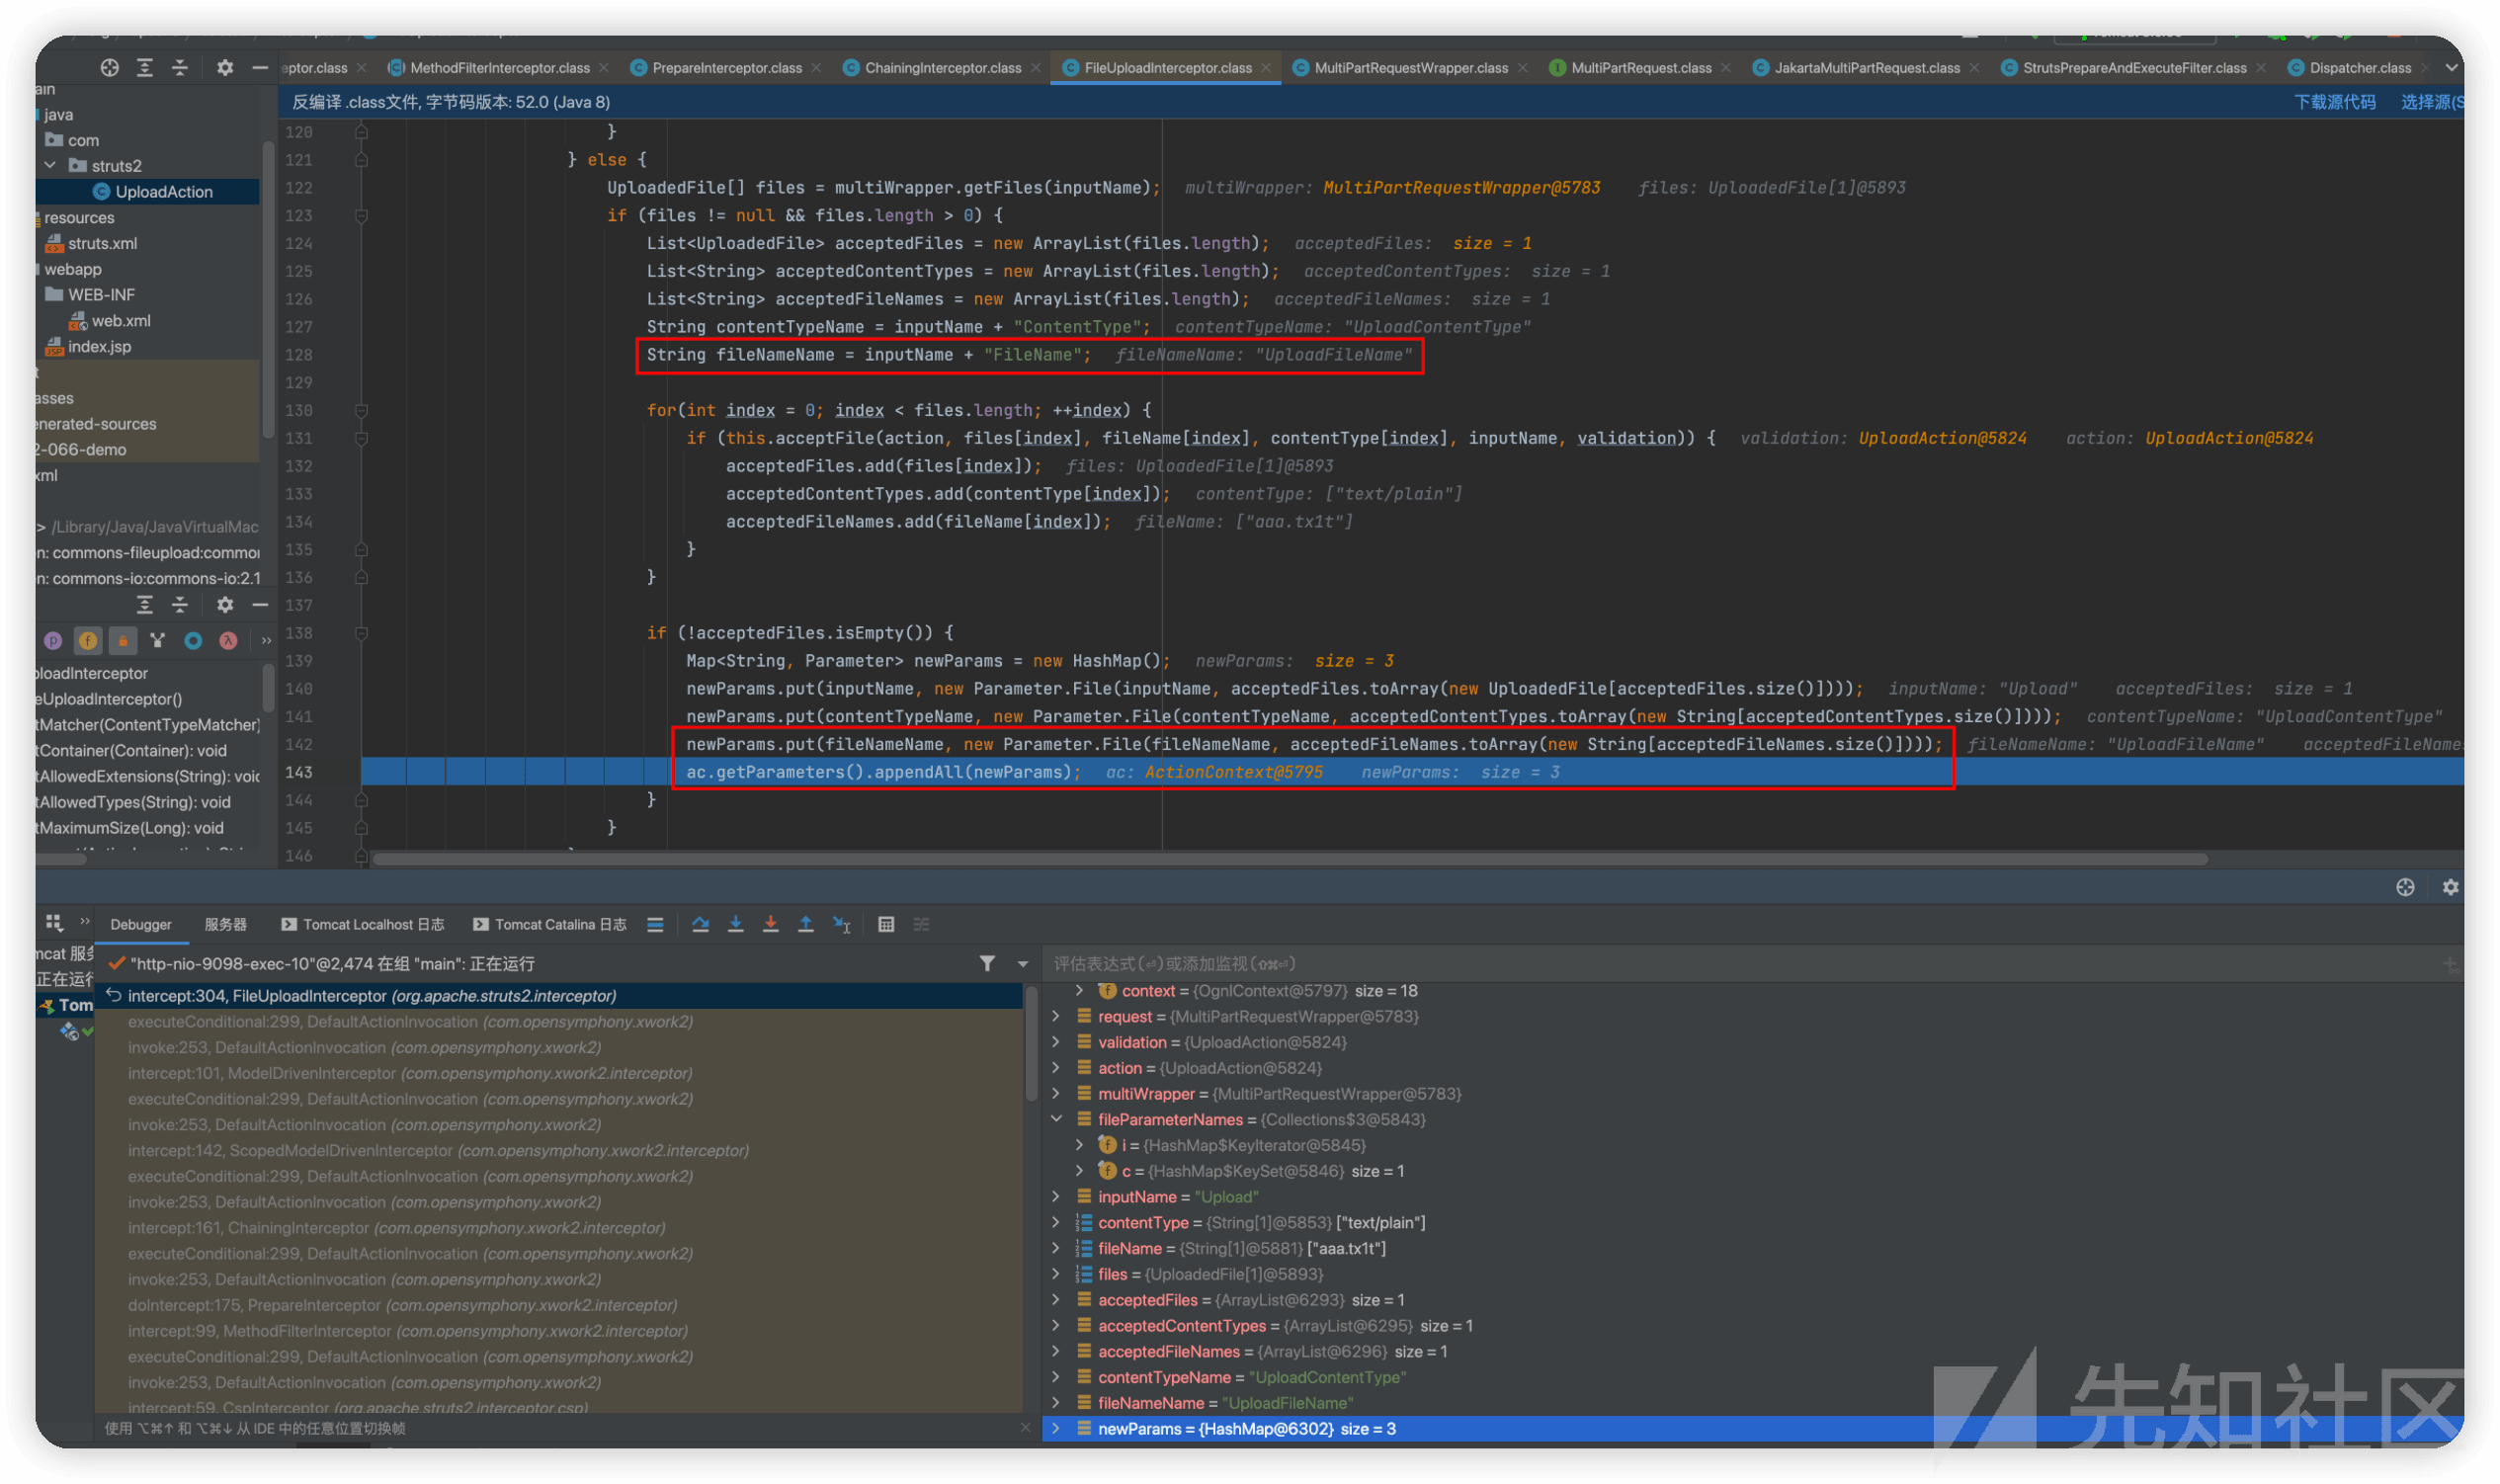 eptor.class
MethodFilterInterceptor.class
PrepareInterceptor.class
ChainingInterceptor.class
FileUploadInterceptor.class
MultiPartRequestWrapper.class
MultiPartRequest.class
JakartaMultiPartRequest.class
StrutsPrepareAndExecuteFilter.class
Dispatcher.class
反编译 .class文件, 字节码版本: 52.0 (Java 8)
下载源代码
选择源(S
ain
java
com
struts2
UploadAction
resources
struts.xml
webapp
WEB-INF
web.xml
index.jsp
t
asses
enerated-sources
2-066-demo
xml
> /Library/Java/JavaVirtualMac
n: commons-fileupload:commo
n: commons-io:commons-io:2.1
ploadInterceptor
eUploadInterceptor()
tMatcher(ContentTypeMatcher)
tContainer(Container): void
tAllowedExtensions(String): voic
tAllowedTypes(String): void
tMaximumSize(Long): void
120 }
121 } else {
122 UploadedFile[] files = multiWrapper.getFiles(inputName); multiWrapper: MultiPartRequestWrapper@5783 files: UploadedFile[1]@5893
123 if (files != null && files.length > 0) {
124 List<UploadedFile> acceptedFiles = new ArrayList(files.length); acceptedFiles: size = 1
125 List<String> acceptedContentTypes = new ArrayList(files.length); acceptedContentTypes: size = 1
126 List<String> acceptedFileNames = new ArrayList(files.length); acceptedFileNames: size = 1
127 String contentTypeName = inputName + "ContentType"; contentTypeName: "UploadContentType"
128 String fileNameName = inputName + "FileName"; fileNameName: "UploadFileName"
129
130 for(int index = 0; index < files.length; ++index) {
131 if (this.acceptFile(action, files[index], fileName[index], contentType[index], inputName, validation)) { validation: UploadAction@5824 action: UploadAction@5824
132 acceptedFiles.add(files[index]); files: UploadedFile[1]@5893
133 acceptedContentTypes.add(contentType[index]); contentType: ["text/plain"]
134 acceptedFileNames.add(fileName[index]); fileName: ["aaa.tx1t"]
135 }
136 }
137
138 if (!acceptedFiles.isEmpty()) {
139 Map<String, Parameter> newParams = new HashMap(); newParams: size = 3
140 newParams.put(inputName, new Parameter.File(inputName, acceptedFiles.toArray(new UploadedFile[acceptedFiles.size()]))); inputName: "Upload" acceptedFiles: size = 1
141 newParams.put(contentTypeName, new Parameter.File(contentTypeName, acceptedContentTypes.toArray(new String[acceptedContentTypes.size()]))); contentTypeName: "UploadContentType"
142 newParams.put(fileNameName, new Parameter.File(fileNameName, acceptedFileNames.toArray(new String[acceptedFileNames.size()]))); fileNameName: "UploadFileName" acceptedFileName
143 ac.getParameters().appendAll(newParams); ac: ActionContext@5795 newParams: size = 3
144 }
145 }
146
Debugger
服务器
Tomcat Localhost 日志
Tomcat Catalina 日志
mcat 服务
正在运行
Tom
"http-nio-9098-exec-10"@2,474 在组 "main": 正在运行
intercept:304, FileUploadInterceptor (org.apache.struts2.interceptor)
executeConditional:299, DefaultActionInvocation (com.opensymphony.xwork2)
invoke:253, DefaultActionInvocation (com.opensymphony.xwork2)
intercept:101, ModelDrivenInterceptor (com.opensymphony.xwork2.interceptor)
executeConditional:299, DefaultActionInvocation (com.opensymphony.xwork2)
invoke:253, DefaultActionInvocation (com.opensymphony.xwork2)
intercept:142, ScopedModelDrivenInterceptor (com.opensymphony.xwork2.interceptor)
executeConditional:299, DefaultActionInvocation (com.opensymphony.xwork2)
invoke:253, DefaultActionInvocation (com.opensymphony.xwork2)
intercept:161, ChainingInterceptor (com.opensymphony.xwork2.interceptor)
executeConditional:299, DefaultActionInvocation (com.opensymphony.xwork2)
invoke:253, DefaultActionInvocation (com.opensymphony.xwork2)
doIntercept:175, PrepareInterceptor (com.opensymphony.xwork2.interceptor)
intercept:99, MethodFilterInterceptor (com.opensymphony.xwork2.interceptor)
executeConditional:299, DefaultActionInvocation (com.opensymphony.xwork2)
invoke:253, DefaultActionInvocation (com.opensymphony.xwork2)
intercept:59, CspInterceptor (org.apache.struts2.interceptor.csp)
使用 ⌥⌘↑ 和 ⌥⌘↓ 从 IDE 中的任意位置切换帧
评估表达式(⏎)或添加监视(⇧⌘⏎)
context = {OgnlContext@5797} size = 18
request = {MultiPartRequestWrapper@5783}
validation = {UploadAction@5824}
action = {UploadAction@5824}
multiWrapper = {MultiPartRequestWrapper@5783}
fileParameterNames = {Collections$3@5843}
i = {HashMap$KeyIterator@5845}
c = {HashMap$KeySet@5846} size = 1
inputName = "Upload"
contentType = {String[1]@5853} ["text/plain"]
fileName = {String[1]@5881} ["aaa.tx1t"]
files = {UploadedFile[1]@5893}
acceptedFiles = {ArrayList@6293} size = 1
acceptedContentTypes = {ArrayList@6295} size = 1
acceptedFileNames = {ArrayList@6296} size = 1
contentTypeName = "UploadContentType"
fileNameName = "UploadFileName"
newParams = {HashMap@6302} size = 3
先知社区